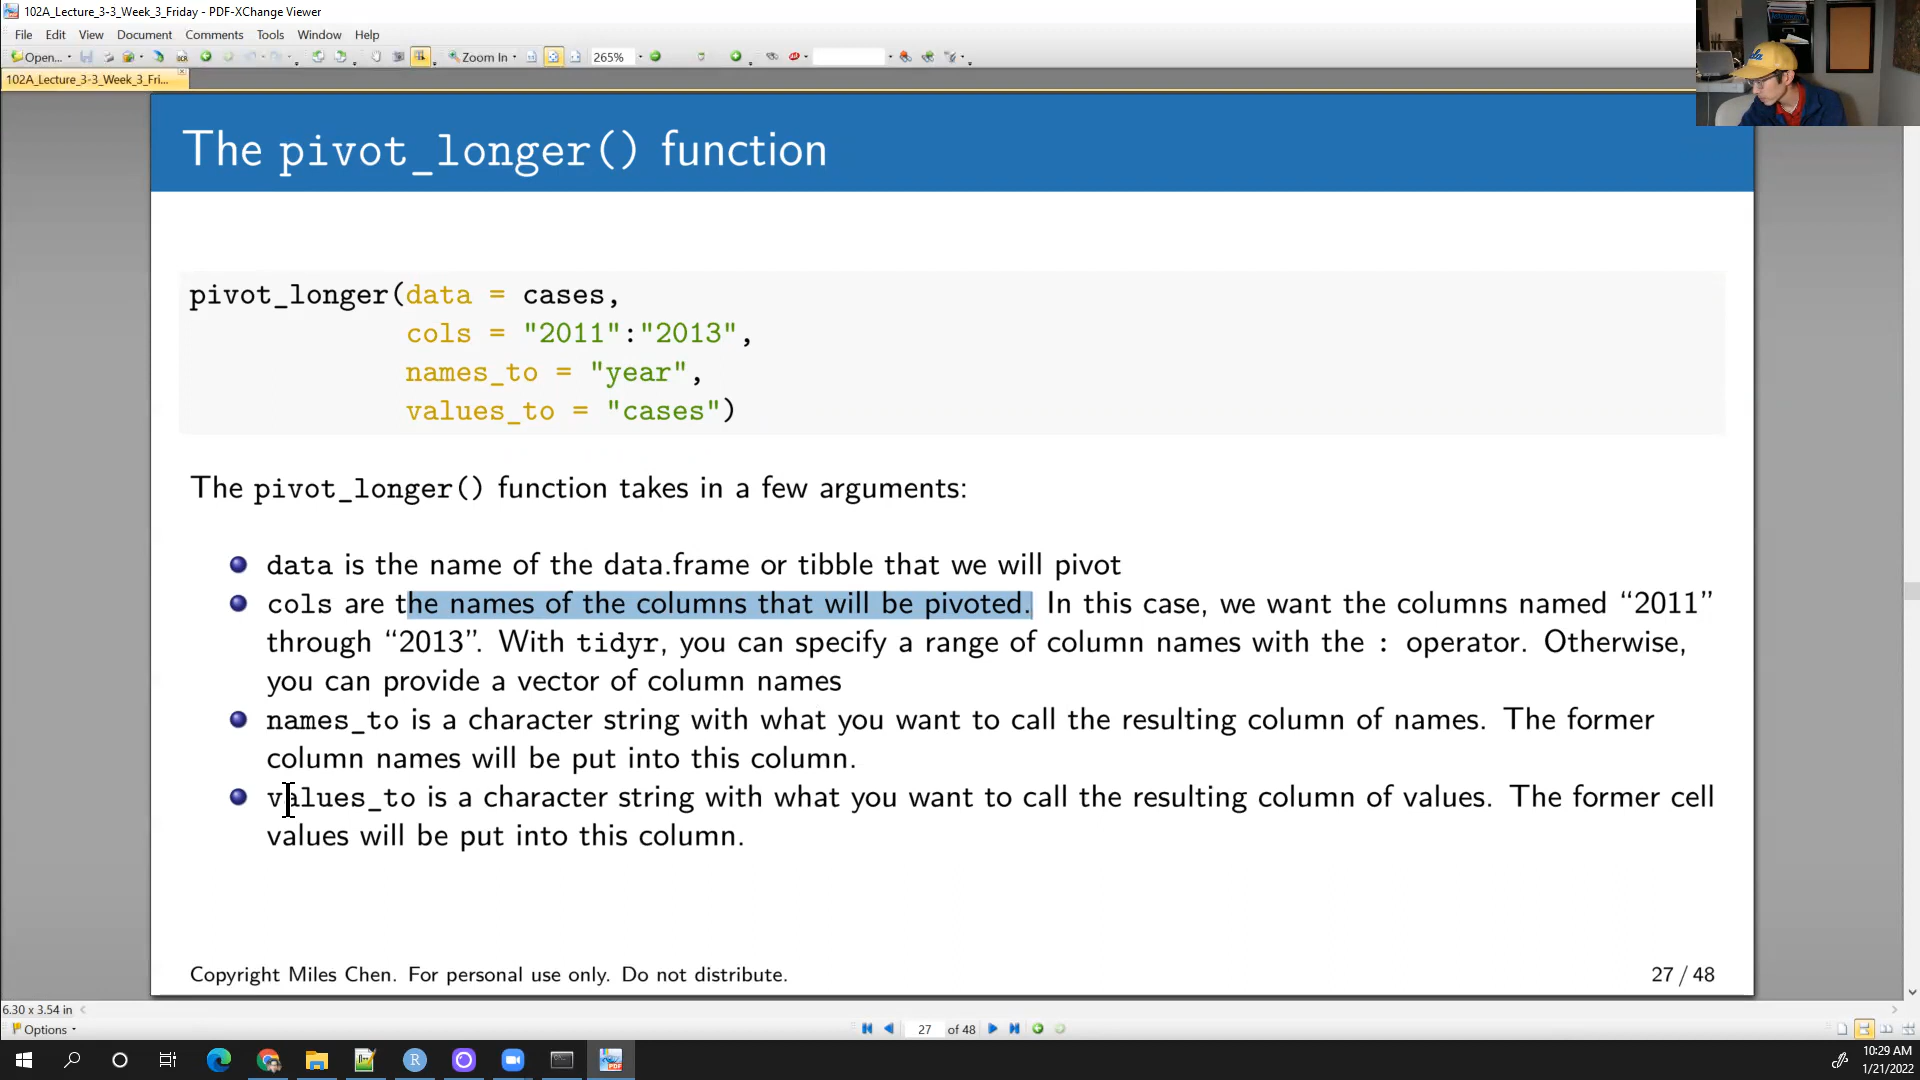 102A_Lecture_3-3_Week_3_Friday - PDF-XChange Viewer
File Edit View Document Comments Tools Window Help
Open... Zoom In 265%
102A_Lecture_3-3_Week_3_Fri...
The pivot_longer() function
pivot_longer(data = cases,
cols = "2011":"2013",
names_to = "year",
values_to = "cases")
The pivot_longer() function takes in a few arguments:
data is the name of the data.frame or tibble that we will pivot
cols are the names of the columns that will be pivoted. In this case, we want the columns named “2011”
through “2013”. With tidyr, you can specify a range of column names with the : operator. Otherwise,
you can provide a vector of column names
names_to is a character string with what you want to call the resulting column of names. The former
column names will be put into this column.
values_to is a character string with what you want to call the resulting column of values. The former cell
values will be put into this column.
Copyright Miles Chen. For personal use only. Do not distribute. 27 / 48
6.30 x 3.54 in
Options 27 of 48
10:29 AM
1/21/2022